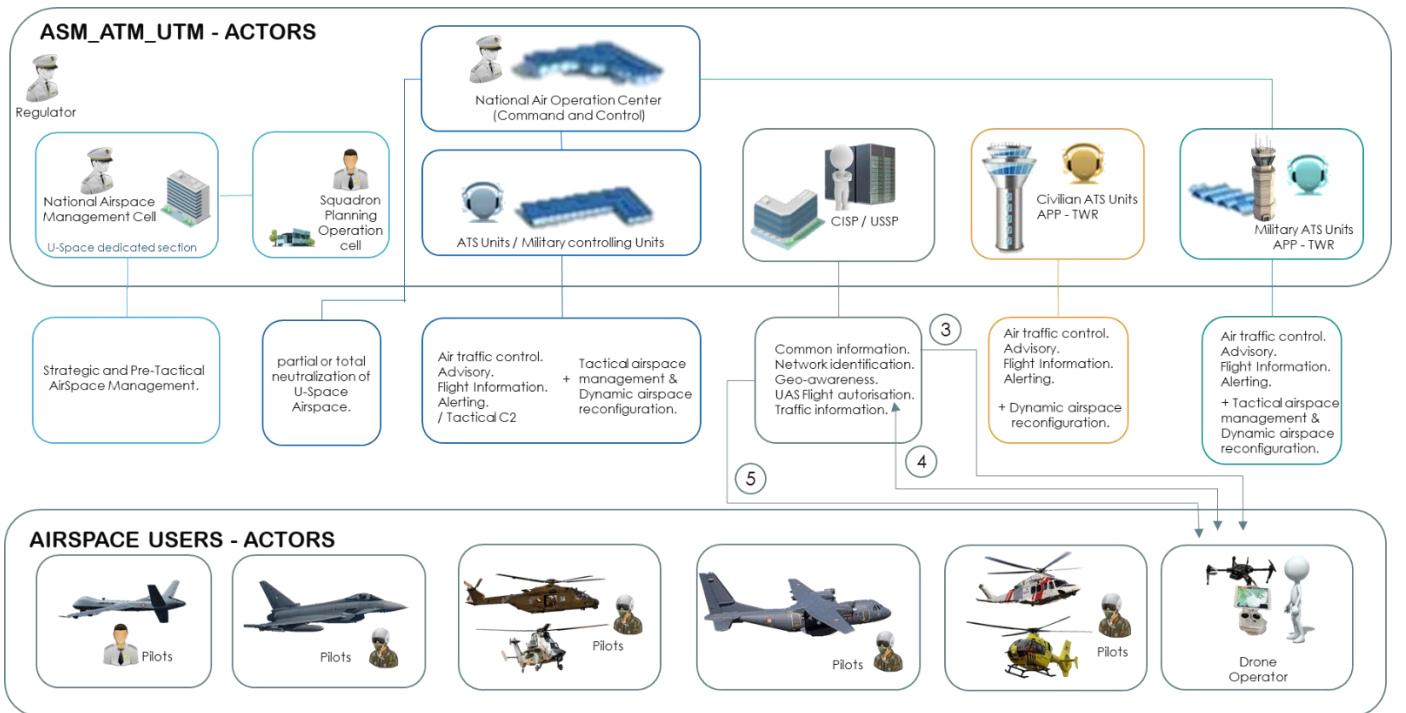 ASM_ATM_UTM - ACTORS
Regulator
National Air Operation Center
(Command and Control)
National Airspace
Management Cell
U-Space dedicated section
Squadron
Planning
Operation
cell
ATS Units / Military controlling Units
CISP / USSP
Civilian ATS Units
APP - TWR
Military ATS Units
APP - TWR
Strategic and Pre-Tactical
AirSpace Management.
partial or total
neutralization of
U-Space
Airspace.
Air traffic control.
Advisory.
Flight Information.
Alerting.
/ Tactical C2
+
Tactical airspace
management &
Dynamic airspace
reconfiguration.
Common information.
Network identification.
Geo-awareness.
UAS Flight autorisation.
Traffic information.
3
4
5
Air traffic control.
Advisory.
Flight Information.
Alerting.
+ Dynamic airspace
reconfiguration.
Air traffic control.
Advisory.
Flight Information.
Alerting.
+ Tactical airspace
management &
Dynamic airspace
reconfiguration.
AIRSPACE USERS - ACTORS
Pilots
Pilots
Pilots
Pilots
Pilots
Drone
Operator